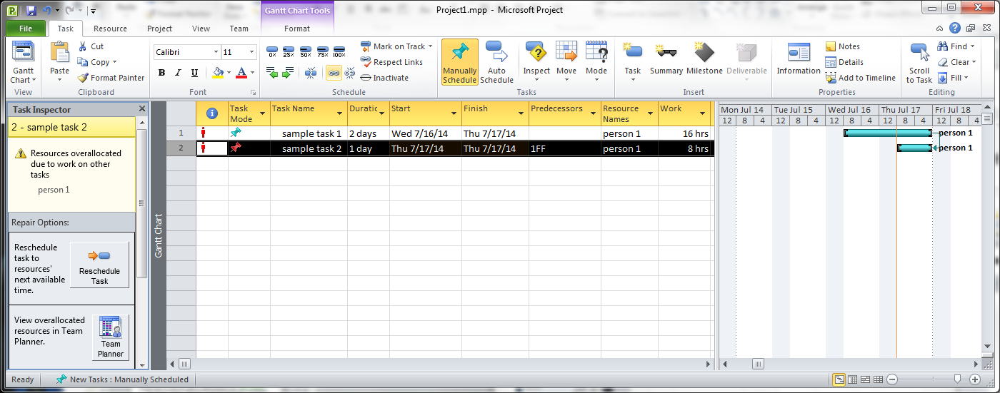 Gantt Chart Tools
Project1.mpp - Microsoft Project
File Task Resource Project View Team Format
Gantt Chart
View
Paste
Cut
Copy
Format Painter
Clipboard
Calibri 11
B I U A
Font
0% 25% 50% 75% 100%
Mark on Track
Respect Links
Inactivate
Schedule
Manually Schedule
Auto Schedule
Inspect
Move
Mode
Tasks
Task
Summary
Milestone
Deliverable
Insert
Information
Notes
Details
Add to Timeline
Properties
Scroll to Task
Find
Clear
Fill
Editing
Task Inspector
2 - sample task 2
Resources overallocated
due to work on other
tasks
person 1
Repair Options:
Reschedule
task to
resources'
next available
time.
Reschedule
Task
View overallocated
resources in Team
Planner.
Team
Planner
Gantt Chart
Task Mode Task Name Duratic Start Finish Predecessors Resource Names Work
1 sample task 1 2 days Wed 7/16/14 Thu 7/17/14 person 1 16 hrs
2 sample task 2 1 day Thu 7/17/14 Thu 7/17/14 1FF person 1 8 hrs
Mon Jul 14 Tue Jul 15 Wed Jul 16 Thu Jul 17 Fri Jul 18
12 8 4 12 8 4 12 8 4 12 8 4 12 8 4
person 1
person 1
Ready New Tasks : Manually Scheduled